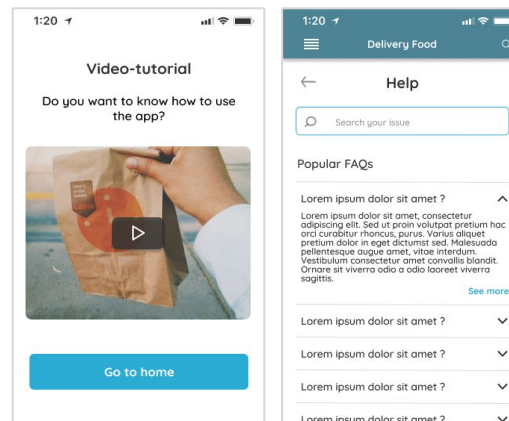 1:20
Video-tutorial
Do you want to know how to use
the app?
Go to home
1:20
Delivery Food
Help
Search your issue
Popular FAQs
Lorem ipsum dolor sit amet ?
Lorem ipsum dolor sit amet, consectetur
adipiscing elit. Sed ut proin volutpat pretium hac
orci curabitur rhoncus, purus. Varius aliquet
pretium dolor in eget dictumst sed. Malesuada
pellentesque augue amet, vitae interdum.
Vestibulum consectetur amet convallis blandit.
Ornare sit viverra odio a odio laoreet viverra
sagittis.
See more
Lorem ipsum dolor sit amet ?
Lorem ipsum dolor sit amet ?
Lorem ipsum dolor sit amet ?
Lorem ipsum dolor sit amet ?